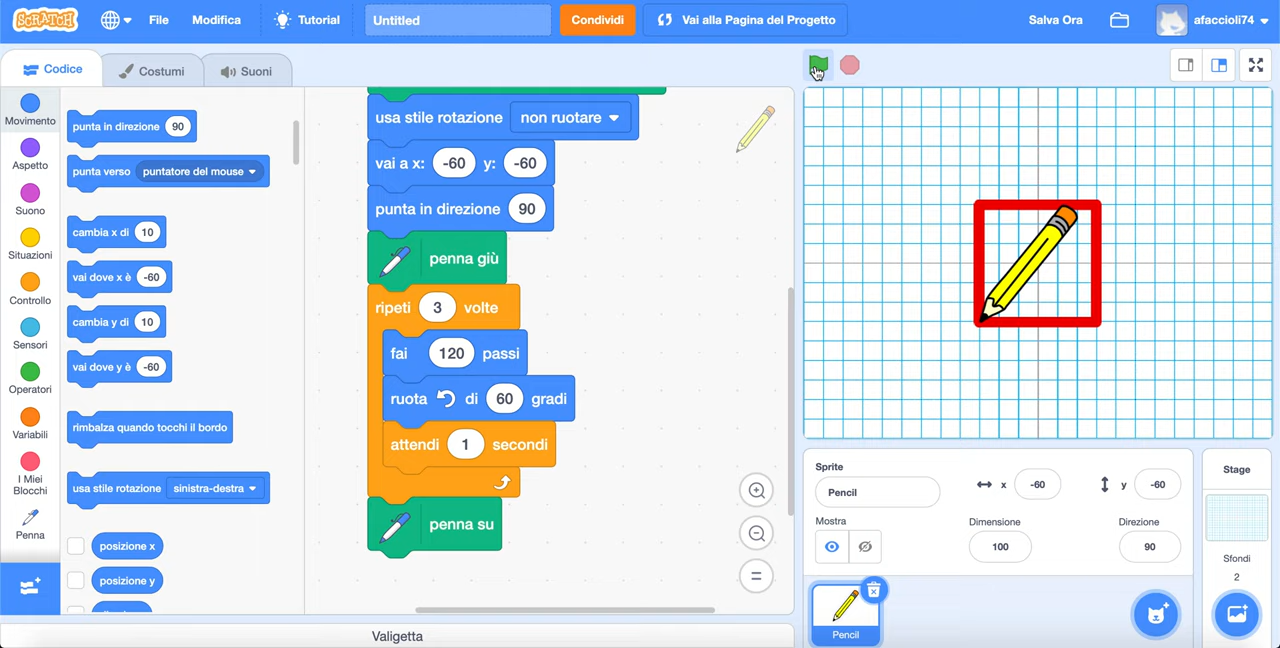 SCRATCH File Modifica Tutorial Untitled Condividi Vai alla Pagina del Progetto Salva Ora afaccioli74
Codice Costumi Suoni
Movimento
Aspetto
Suono
Situazioni
Controllo
Sensori
Operatori
Variabili
I Miei
Blocchi
Penna
punta in direzione 90
punta verso puntatore del mouse
cambia x di 10
vai dove x è -60
cambia y di 10
vai dove y è -60
rimbalza quando tocchi il bordo
usa stile rotazione sinistra-destra
posizione x
posizione y
usa stile rotazione non ruotare
vai a x: -60 y: -60
punta in direzione 90
penna giù
ripeti 3 volte
fai 120 passi
ruota di 60 gradi
attendi 1 secondi
penna su
Valigetta
Sprite
Pencil x -60 y -60
Mostra Dimensione Direzione
100 90
Pencil
Stage
Sfondi
2